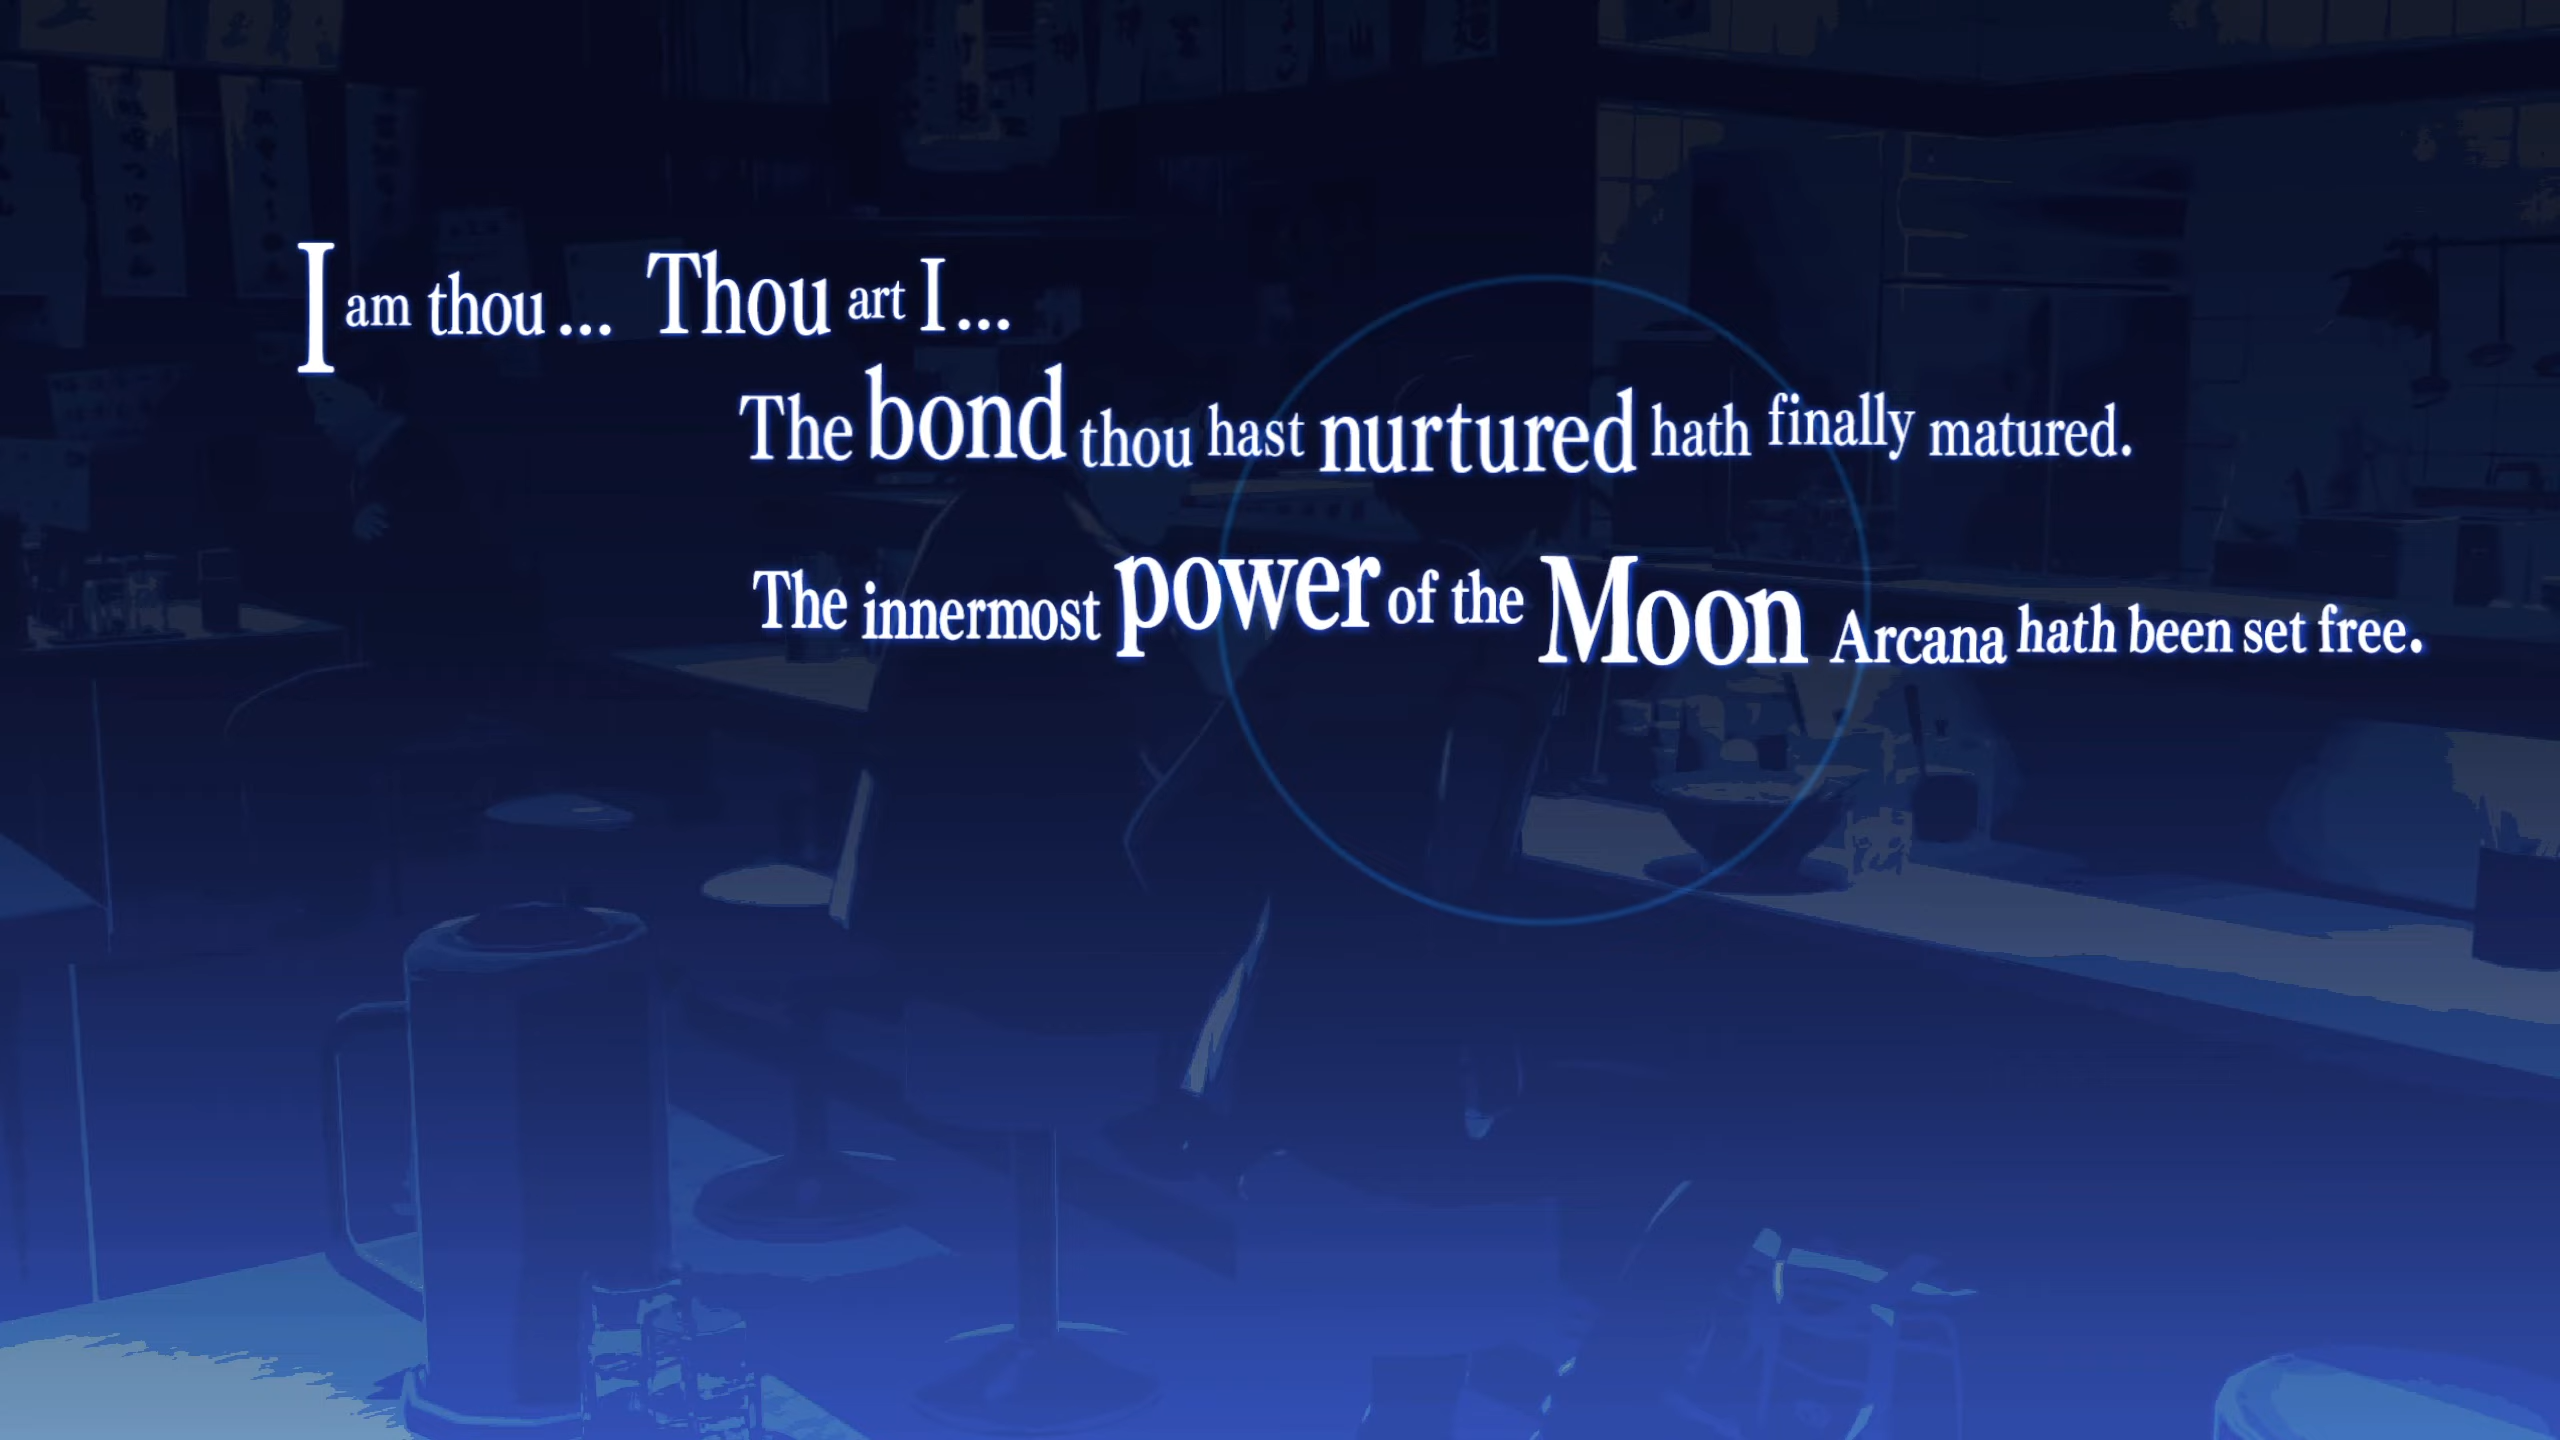 I am thou... Thou art I...
The bond thou hast nurtured hath finally matured.
The innermost power of the Moon Arcana hath been set free.